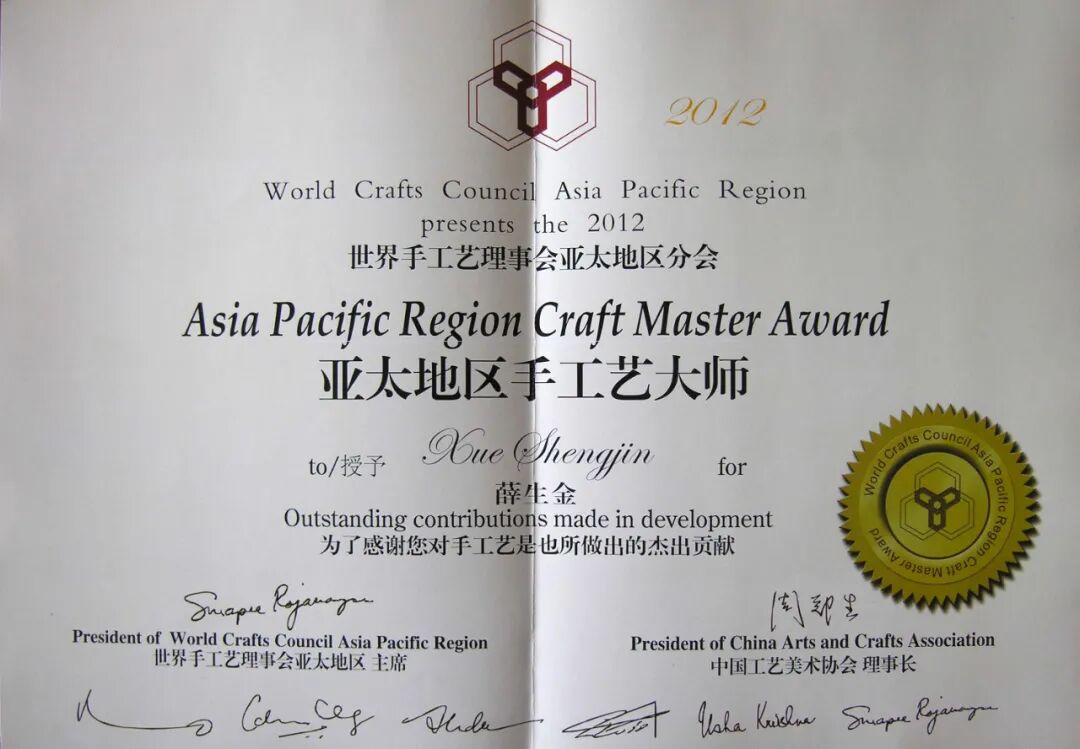 2012
World Crafts Council Asia Pacific Region
presents the 2012
世界手工艺理事会亚太地区分会
Asia Pacific Region Craft Master Award
亚太地区手工艺大师
to/授予 Xue Shengjin for
薛生金
Outstanding contributions made in development
为了感谢您对手工艺是也所做出的杰出贡献
World Crafts Council Asia Pacific Region Craft Master Award
President of World Crafts Council Asia Pacific Region
世界手工艺理事会亚太地区 主席
President of China Arts and Crafts Association
中国工艺美术协会 理事长
Usha Krishna